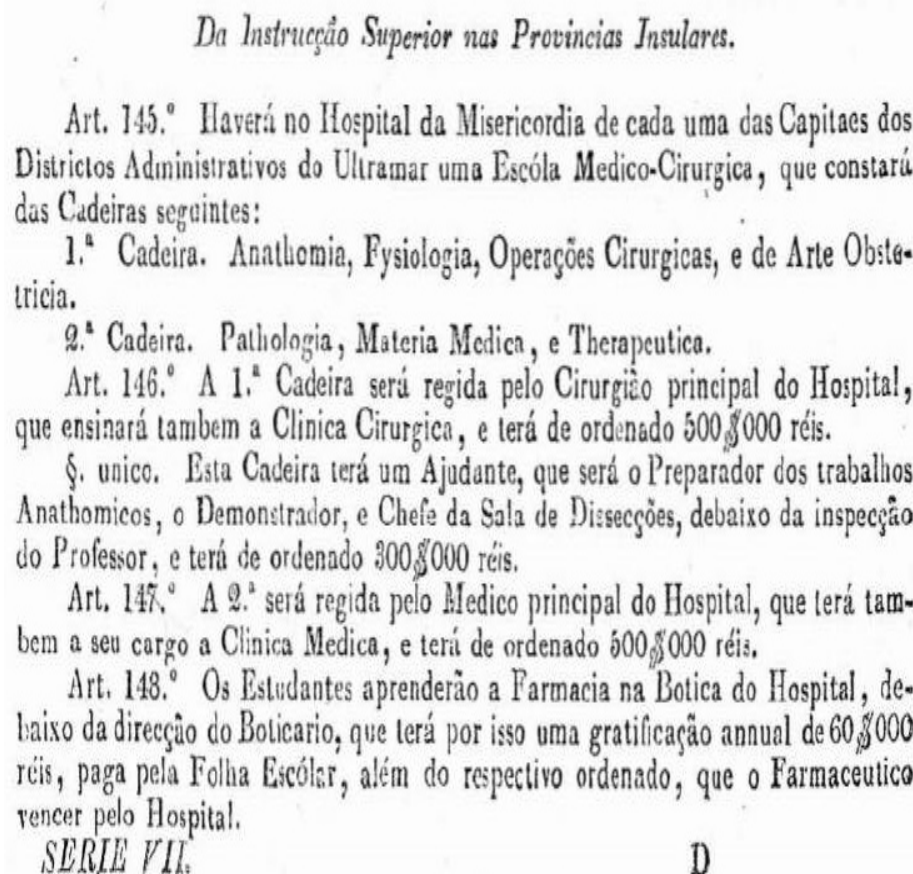 Da Instrucção Superior nas Provincias Insulares.
Art. 145.º Haverá no Hospital da Misericordia de cada uma das Capitaes dos
Districtos Administrativos do Ultramar uma Escóla Medico-Cirurgica, que constará
das Cadeiras seguintes:
1.ª Cadeira. Anathomia, Fysiologia, Operações Cirurgicas, e de Arte Obste-
tricia.
2.ª Cadeira. Pathologia, Materia Medica, e Therapeutica.
Art. 146.º A 1.ª Cadeira será regida pelo Cirurgião principal do Hospital,
que ensinará tambem a Clinica Cirurgica, e terá de ordenado 500$000 réis.
§. unico. Esta Cadeira terá um Ajudante, que será o Preparador dos trabalhos
Anathomicos, o Demonstrador, e Chefe da Sala de Dissecções, debaixo da inspecção
do Professor, e terá de ordenado 300$000 réis.
Art. 147.º A 2.ª será regida pelo Medico principal do Hospital, que terá tam-
bem a seu cargo a Clinica Medica, e terá de ordenado 500$000 réis.
Art. 148.º Os Estudantes aprenderão a Farmacia na Botica do Hospital, de-
baixo da direcção do Boticario, que terá por isso uma gratificação annual de 60$000
réis, paga pela Folha Escólar, além do respectivo ordenado, que o Farmaceutico
vencer pelo Hospital.
SERIE VII. D